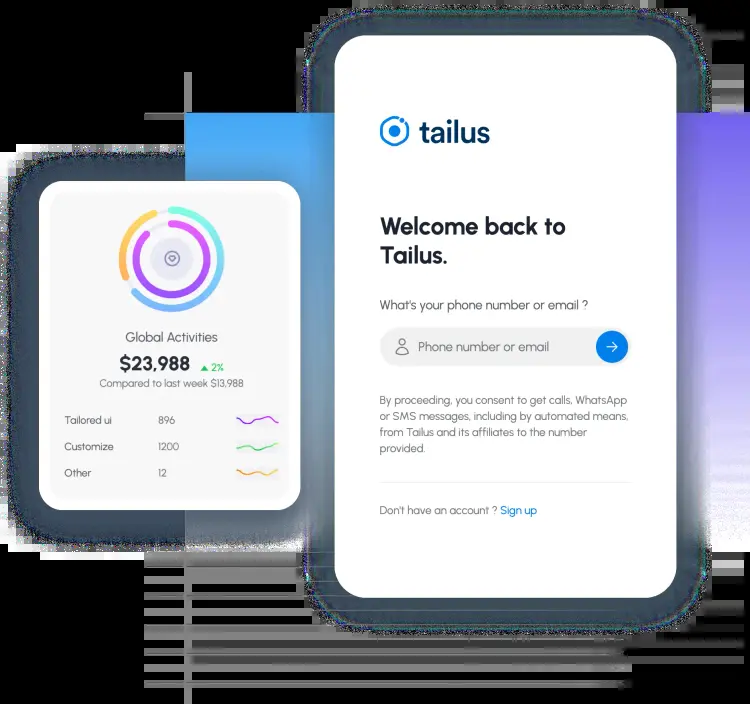 tailus
Welcome back to
Tailus.
What's your phone number or email ?
Phone number or email
By proceeding, you consent to get calls, WhatsApp
or SMS messages, including by automated means,
from Tailus and its affiliates to the number
provided.
Don't have an account ? Sign up
Global Activities
$23,988 2%
Compared to last week $13,988
Tailored ui 896
Customize 1200
Other 12